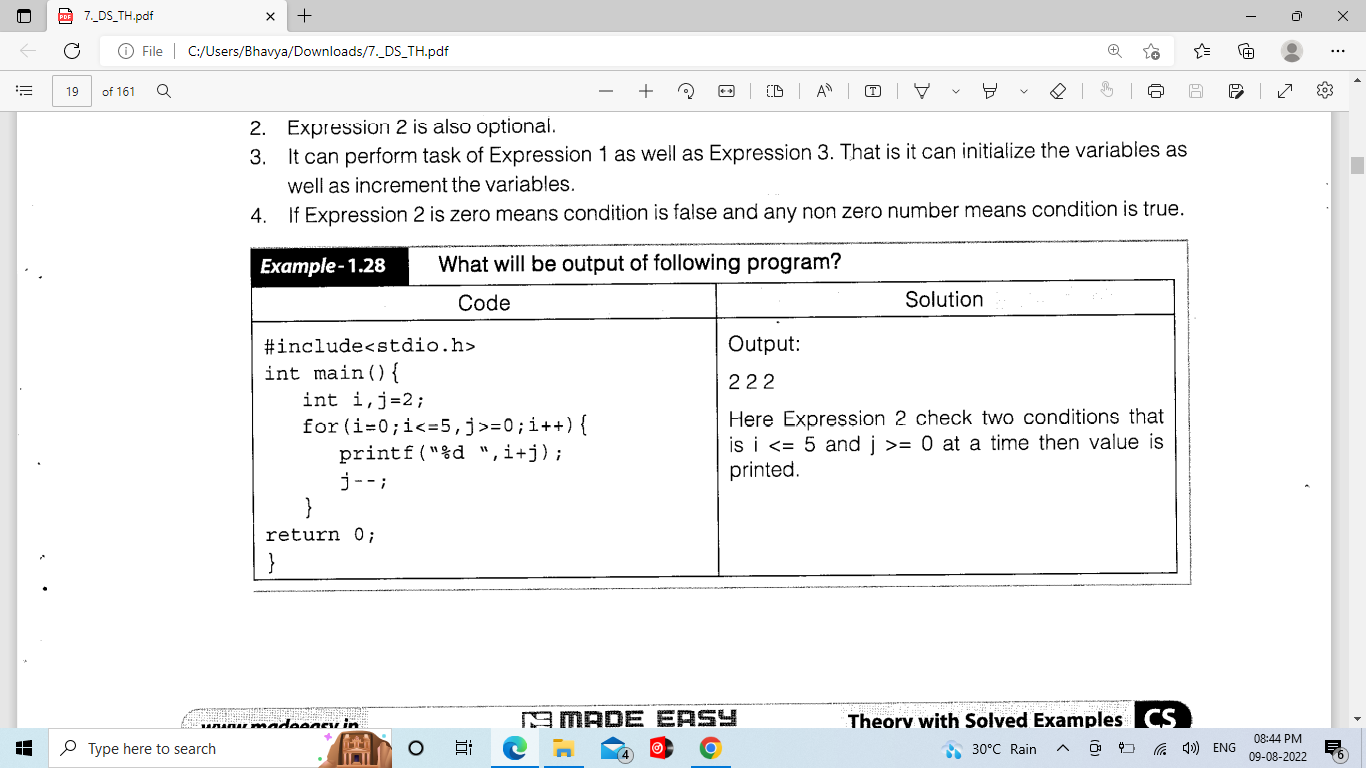 7._DS_TH.pdf
File C:/Users/Bhavya/Downloads/7._DS_TH.pdf
19 of 161
2. Expression 2 is also optional.
3. It can perform task of Expression 1 as well as Expression 3. That is it can initialize the variables as
well as increment the variables.
4. If Expression 2 is zero means condition is false and any non zero number means condition is true.
Example-1.28 What will be output of following program?
Code
#include<stdio.h>
int main(){
int i,j=2;
for(i=0;i<=5,j>=0;i++){
printf("%d ",i+j);
j--;
}
return 0;
}
Solution
Output:
2 2 2
Here Expression 2 check two conditions that
is i <= 5 and j >= 0 at a time then value is
printed.
www.madeeasy.in MADE EASY Theory with Solved Examples CS
Type here to search
4
30°C Rain
ENG
08:44 PM
09-08-2022
6